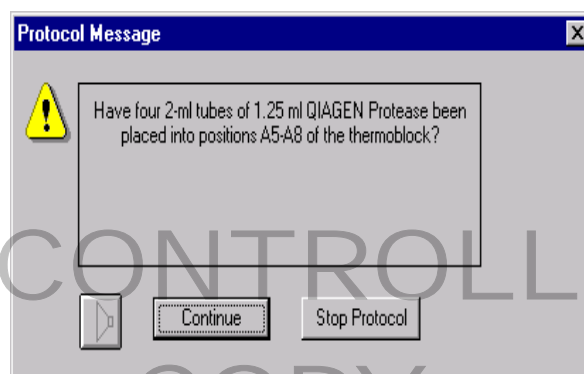 Protocol Message
Have four 2-ml tubes of 1.25 ml QIAGEN Protease been
placed into positions A5-A8 of the thermoblock?
CONTROLL
Continue
Stop Protocol
COPY